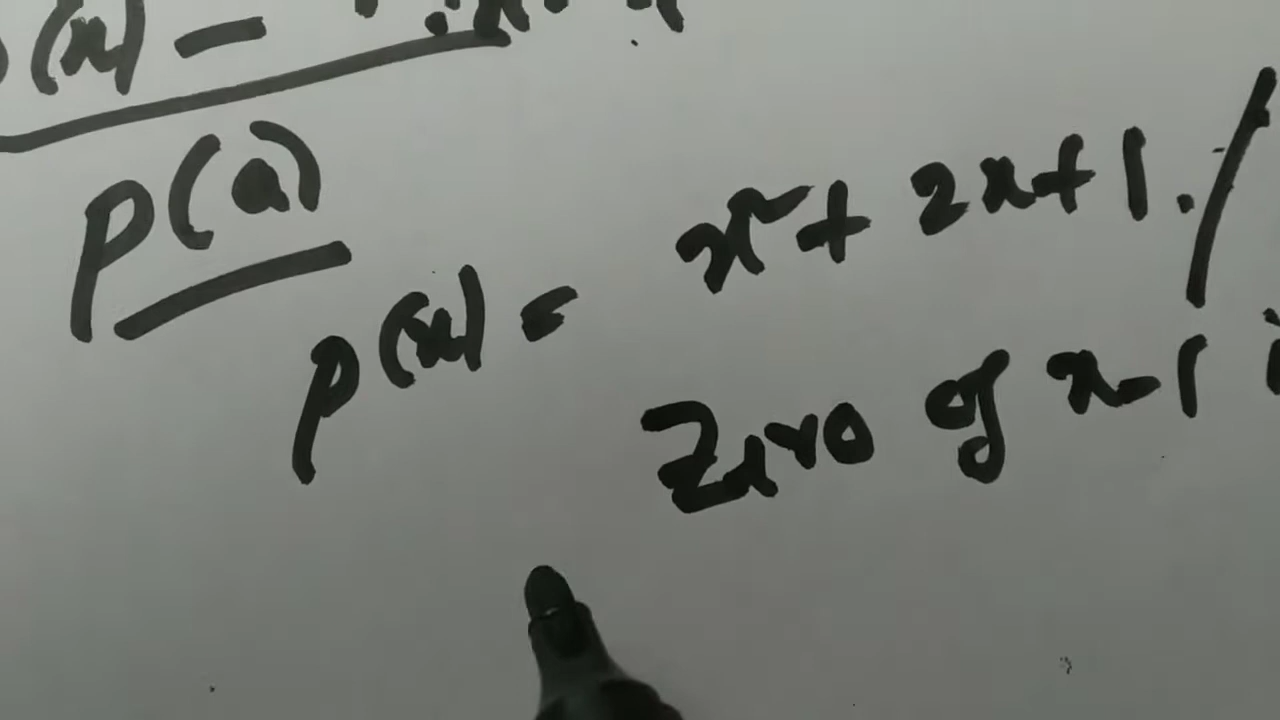 (x) -
p(a)
p(x) = x² + 2x + 1.
Zero of x - 1